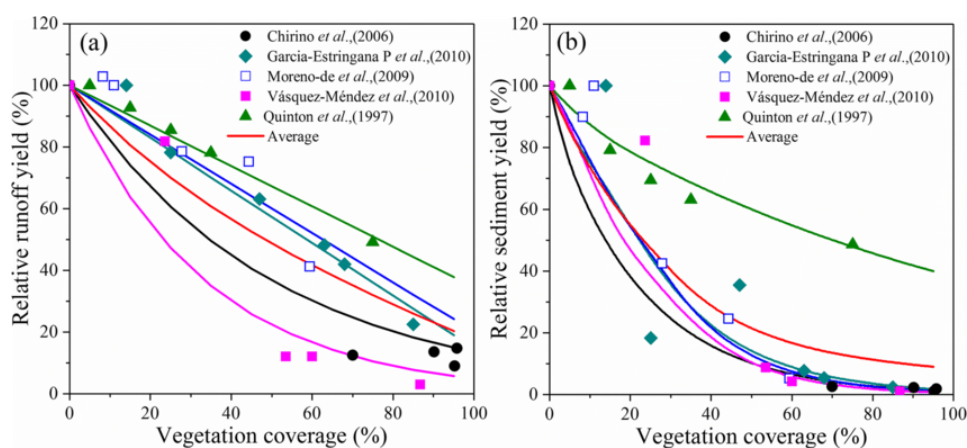 (a)
Chirino et al.,(2006)
Garcia-Estringana P et al.,(2010)
Moreno-de et al.,(2009)
Vásquez-Méndez et al.,(2010)
Quinton et al.,(1997)
Average
Relative runoff yield (%)
120
100
80
60
40
20
0
0 20 40 60 80 100
Vegetation coverage (%)
(b)
Chirino et al.,(2006)
Garcia-Estringana P et al.,(2010)
Moreno-de et al.,(2009)
Vásquez-Méndez et al.,(2010)
Quinton et al.,(1997)
Average
Relative sediment yield (%)
120
100
80
60
40
20
0
0 20 40 60 80 100
Vegetation coverage (%)